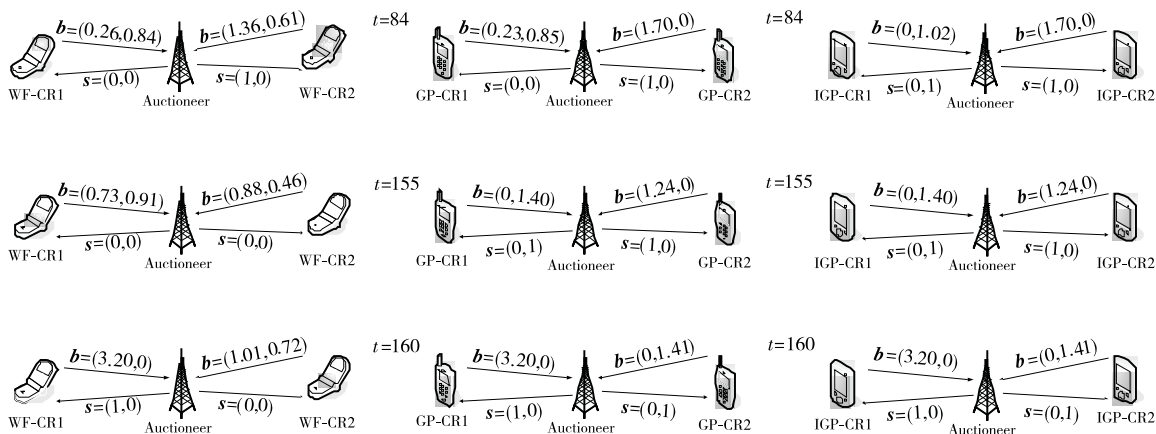 b=(0.26,0.84) b=(1.36,0.61) t=84 b=(0.23,0.85) b=(1.70,0) t=84 b=(0,1.02) b=(1.70,0)
s=(0,0) s=(1,0) s=(0,0) s=(1,0) s=(0,1) s=(1,0)
WF-CR1 Auctioneer WF-CR2 GP-CR1 Auctioneer GP-CR2 IGP-CR1 Auctioneer IGP-CR2
b=(0.73,0.91) b=(0.88,0.46) t=155 b=(0,1.40) b=(1.24,0) t=155 b=(0,1.40) b=(1.24,0)
s=(0,0) s=(0,0) s=(0,1) s=(1,0) s=(0,1) s=(1,0)
WF-CR1 Auctioneer WF-CR2 GP-CR1 Auctioneer GP-CR2 IGP-CR1 Auctioneer IGP-CR2
b=(3.20,0) b=(1.01,0.72) t=160 b=(3.20,0) b=(0,1.41) t=160 b=(3.20,0) b=(0,1.41)
s=(1,0) s=(0,0) s=(1,0) s=(0,1) s=(1,0) s=(0,1)
WF-CR1 Auctioneer WF-CR2 GP-CR1 Auctioneer GP-CR2 IGP-CR1 Auctioneer IGP-CR2